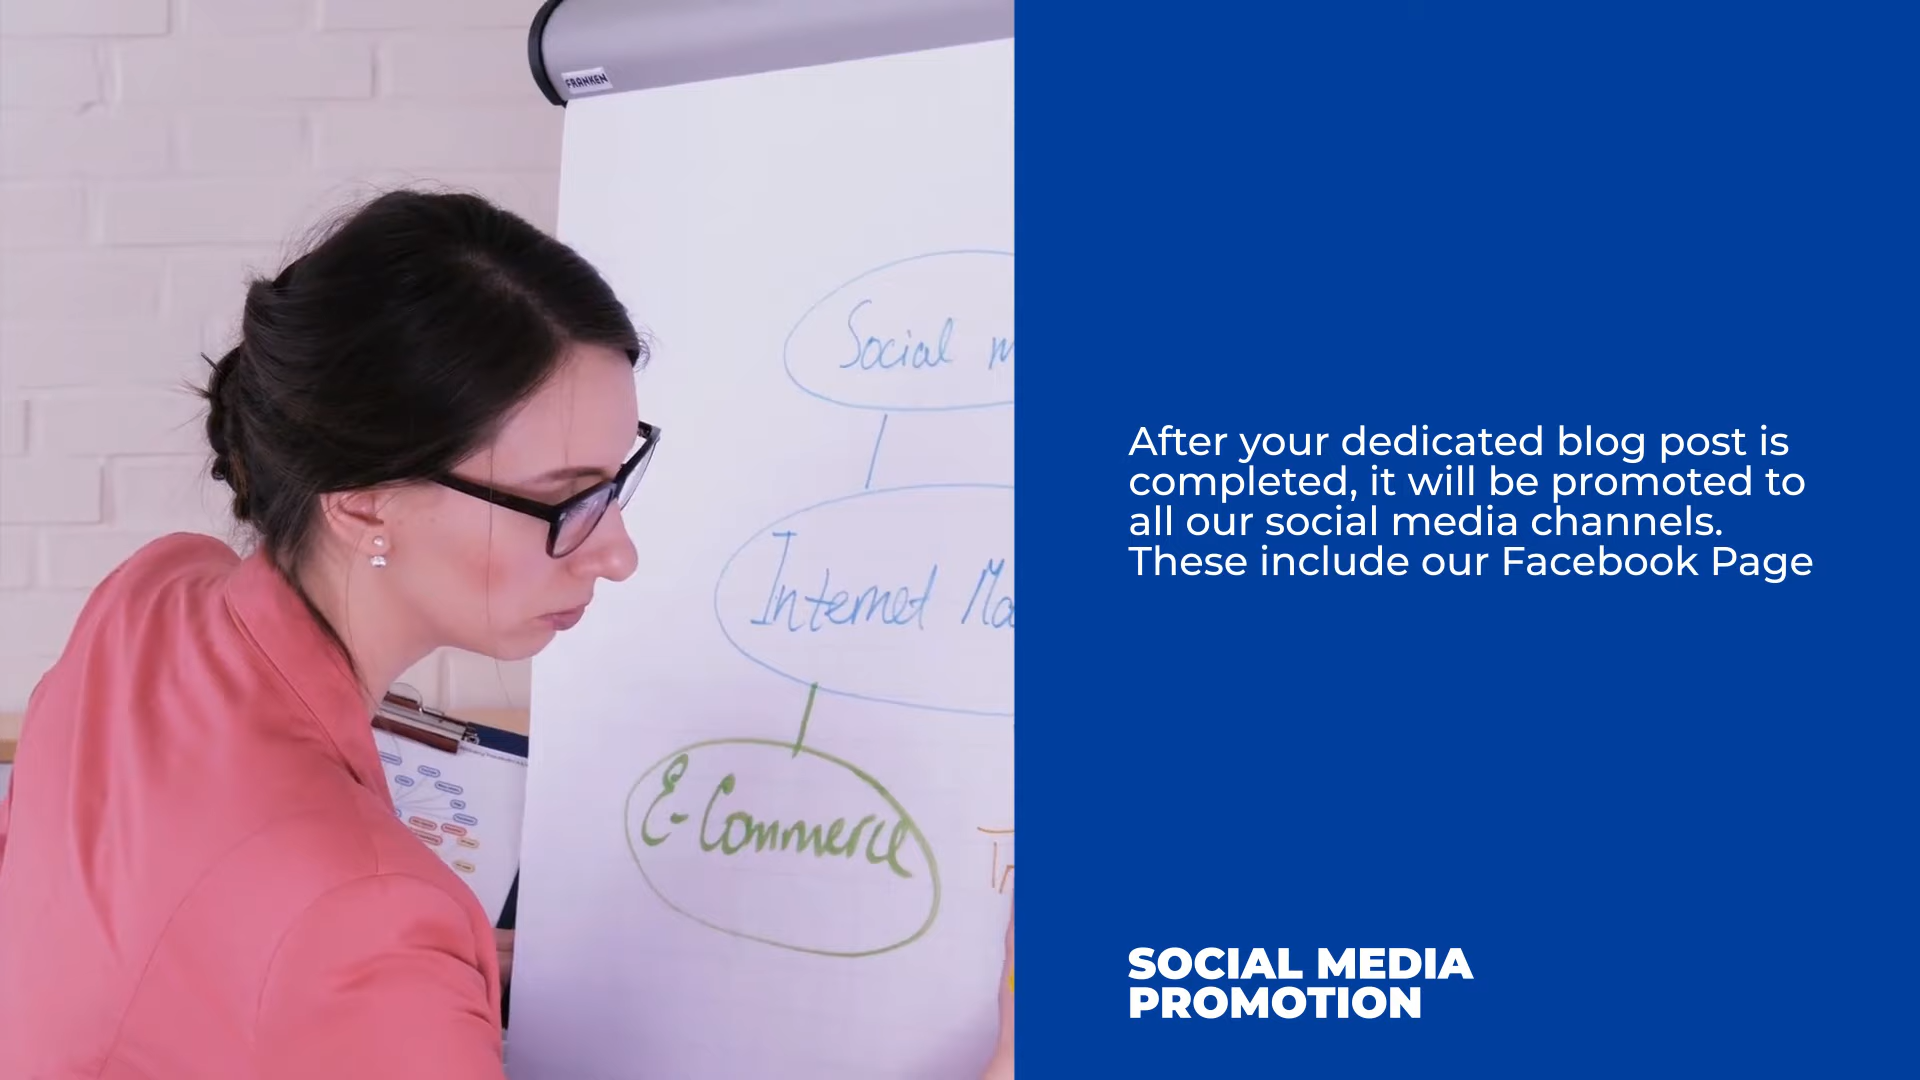 FRANKEN
Social
Internet
E-Commerce
After your dedicated blog post is
completed, it will be promoted to
all our social media channels.
These include our Facebook Page
SOCIAL MEDIA
PROMOTION